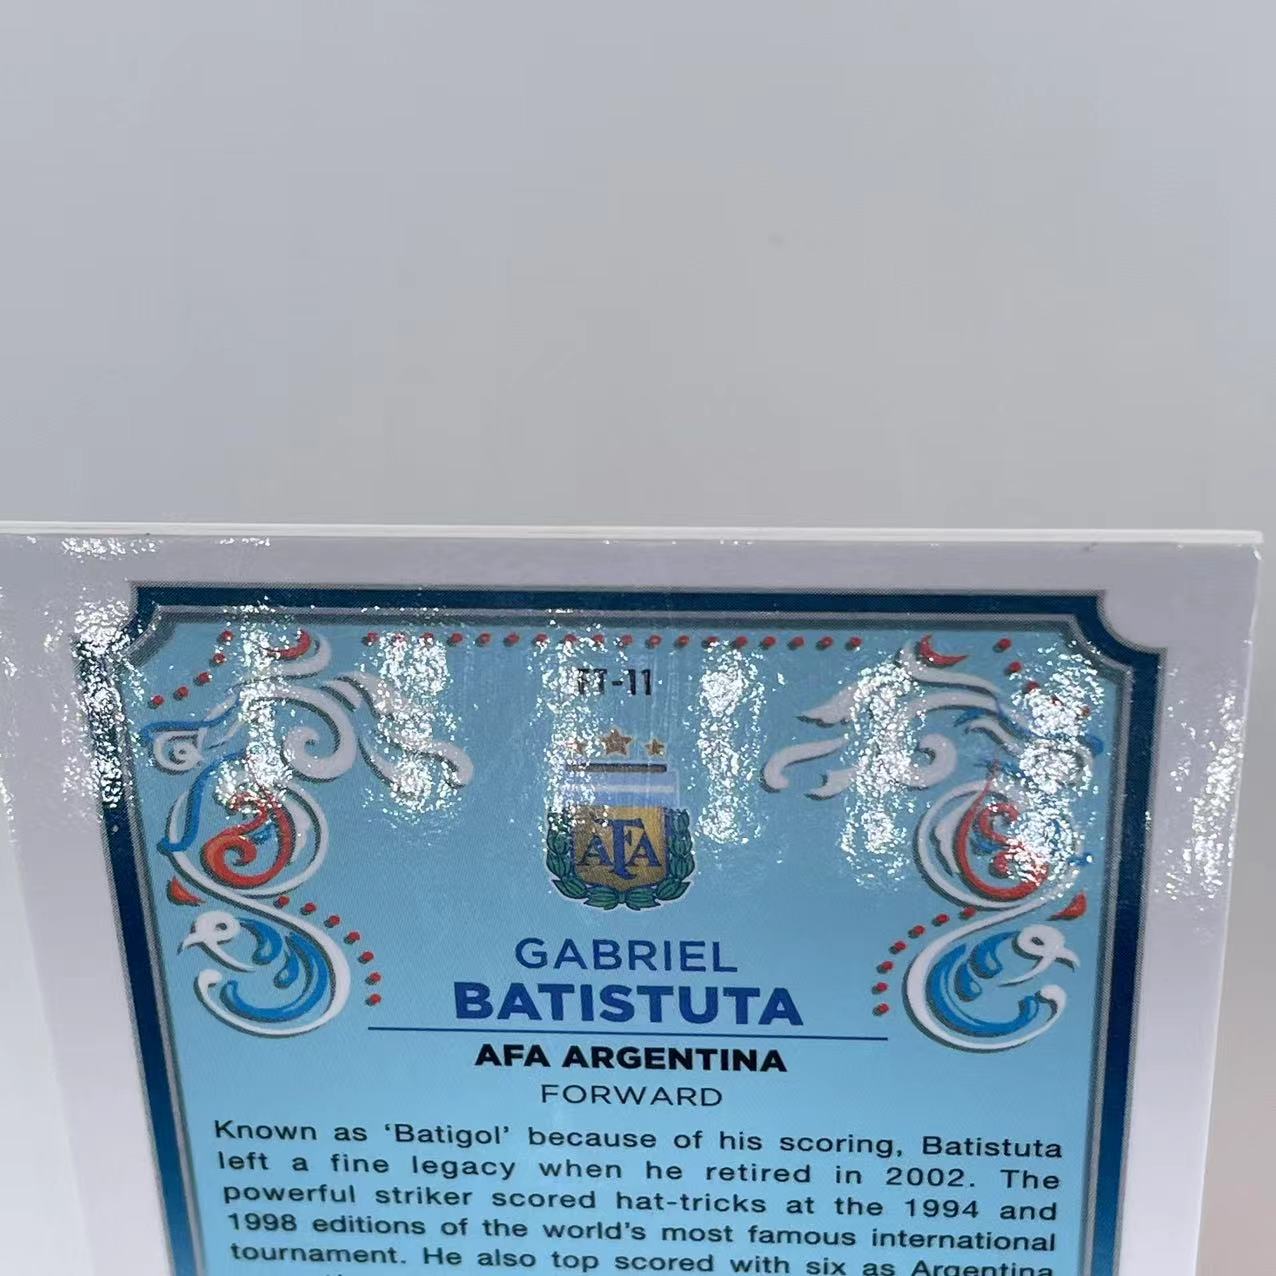 FT-11
AFA
GABRIEL
BATISTUTA
AFA ARGENTINA
FORWARD
Known as ‘Batigol’ because of his scoring, Batistuta
left a fine legacy when he retired in 2002. The
powerful striker scored hat-tricks at the 1994 and
1998 editions of the world's most famous international
tournament. He also top scored with six as Argentina